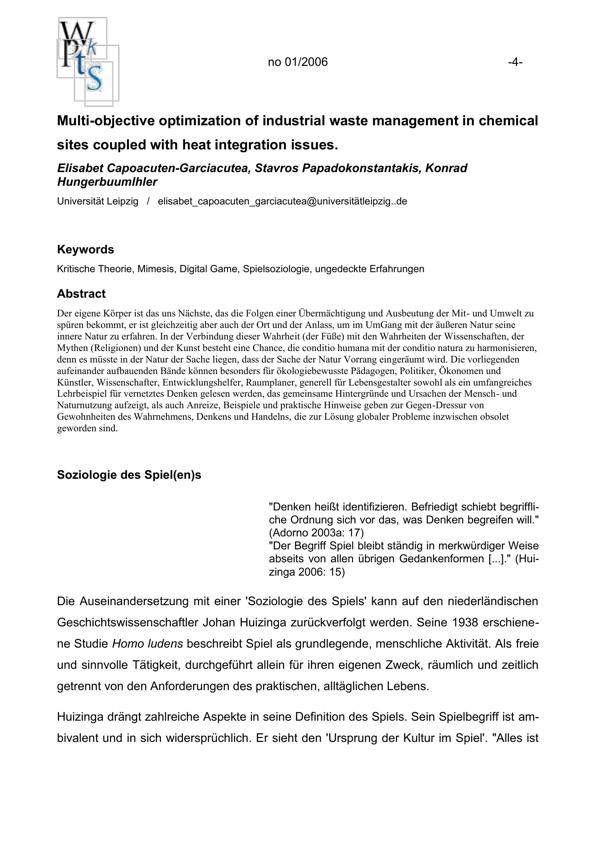 W
Pkt
S
no 01/2006 -4-
Multi-objective optimization of industrial waste management in chemical
sites coupled with heat integration issues.
Elisabet Capoacuten-Garciacutea, Stavros Papadokonstantakis, Konrad
Hungerbuumlhler
Universität Leipzig / elisabet_capoacuten_garciacutea@universitätleipzig..de
Keywords
Kritische Theorie, Mimesis, Digital Game, Spielsoziologie, ungedeckte Erfahrungen
Abstract
Der eigene Körper ist das uns Nächste, das die Folgen einer Übermächtigung und Ausbeutung der Mit- und Umwelt zu
spüren bekommt, er ist gleichzeitig aber auch der Ort und der Anlass, um im UmGang mit der äußeren Natur seine
innere Natur zu erfahren. In der Verbindung dieser Wahrheit (der Füße) mit den Wahrheiten der Wissenschaften, der
Mythen (Religionen) und der Kunst besteht eine Chance, die conditio humana mit der conditio natura zu harmonisieren,
denn es müsste in der Natur der Sache liegen, dass der Sache der Natur Vorrang eingeräumt wird. Die vorliegenden
aufeinander aufbauenden Bände können besonders für ökologiebewusste Pädagogen, Politiker, Ökonomen und
Künstler, Wissenschafter, Entwicklungshelfer, Raumplaner, generell für Lebensgestalter sowohl als ein umfangreiches
Lehrbeispiel für vernetztes Denken gelesen werden, das gemeinsame Hintergründe und Ursachen der Mensch- und
Naturnutzung aufzeigt, als auch Anreize, Beispiele und praktische Hinweise geben zur Gegen-Dressur von
Gewohnheiten des Wahrnehmens, Denkens und Handelns, die zur Lösung globaler Probleme inzwischen obsolet
geworden sind.
Soziologie des Spiel(en)s
"Denken heißt identifizieren. Befriedigt schiebt begriffli-
che Ordnung sich vor das, was Denken begreifen will."
(Adorno 2003a: 17)
"Der Begriff Spiel bleibt ständig in merkwürdiger Weise
abseits von allen übrigen Gedankenformen [...]." (Hui-
zinga 2006: 15)
Die Auseinandersetzung mit einer 'Soziologie des Spiels' kann auf den niederländischen
Geschichtswissenschaftler Johan Huizinga zurückverfolgt werden. Seine 1938 erschiene-
ne Studie Homo ludens beschreibt Spiel als grundlegende, menschliche Aktivität. Als freie
und sinnvolle Tätigkeit, durchgeführt allein für ihren eigenen Zweck, räumlich und zeitlich
getrennt von den Anforderungen des praktischen, alltäglichen Lebens.
Huizinga drängt zahlreiche Aspekte in seine Definition des Spiels. Sein Spielbegriff ist am-
bivalent und in sich widersprüchlich. Er sieht den 'Ursprung der Kultur im Spiel'. "Alles ist